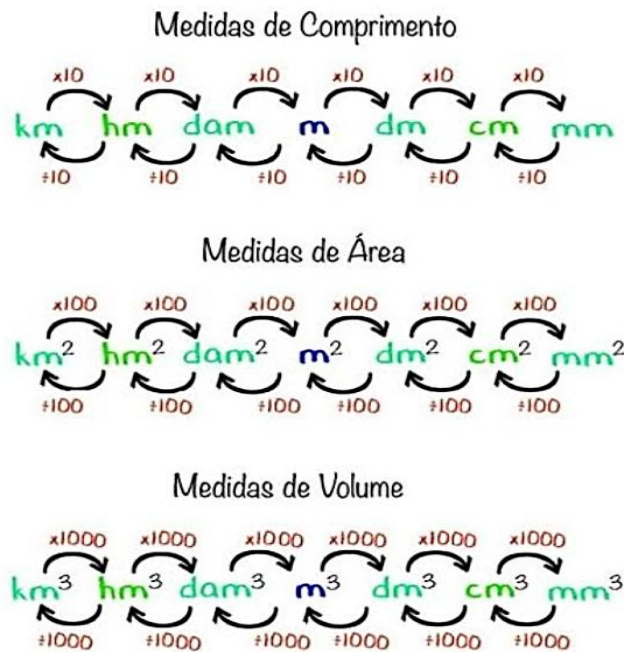 Medidas de Comprimento
x10 x10 x10 x10 x10 x10
km hm dam m dm cm mm
÷10 ÷10 ÷10 ÷10 ÷10 ÷10
Medidas de Área
x100 x100 x100 x100 x100 x100
km² hm² dam² m² dm² cm² mm²
÷100 ÷100 ÷100 ÷100 ÷100 ÷100
Medidas de Volume
x1000 x1000 x1000 x1000 x1000 x1000
km³ hm³ dam³ m³ dm³ cm³ mm³
÷1000 ÷1000 ÷1000 ÷1000 ÷1000 ÷1000